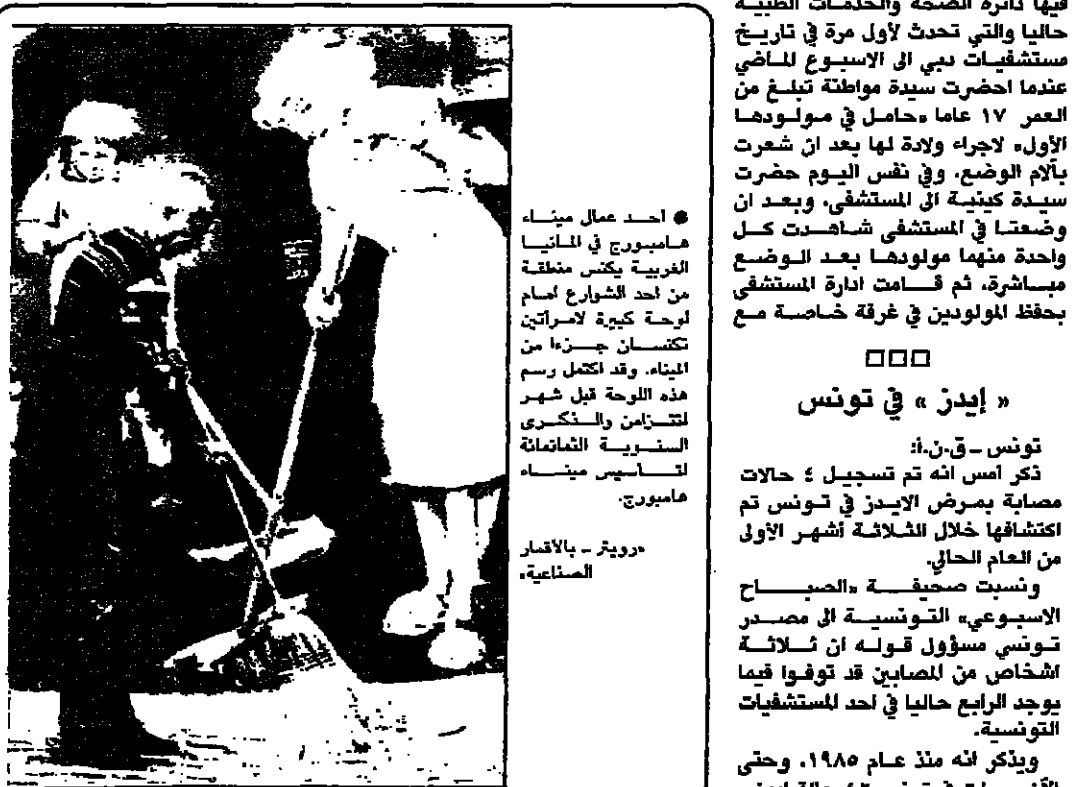 فيها دائرة الصحة والخدمات الطبية
حاليا والتي تحدث لأول مرة في تاريخ
مستشفيات دبي الى الاسبوع الماضي
عندما احضرت سيدة مواطنة تبلغ من
العمر ١٧ عاما «حامل في مولودها
الأول» لاجراء ولادة لها بعد ان شعرت
بآلام الوضع، وفي نفس اليوم حضرت
سيدة كينية الى المستشفى، وبعد ان
وضعتا في المستشفى شاهدت كل
واحدة منهما مولودها بعد الوضع
مباشرة، ثم قامت ادارة المستشفى
بحفظ المولودين في غرفة خاصة مع
□□□
« إيدز » في تونس
تونس ـ ق.ن.أ:
ذكر أمس انه تم تسجيل ٤ حالات
مصابة بمرض الايدز في تونس تم
اكتشافها خلال الثلاثة أشهر الأولى
من العام الحالي.
ونسبت صحيفة «الصباح
الاسبوعي» التونسية الى مصدر
تونسي مسؤول قوله ان ثلاثة
اشخاص من المصابين قد توفوا فيما
يوجد الرابع حاليا في احد المستشفيات
التونسية.
ويذكر انه منذ عام ١٩٨٥، وحتى
● احد عمال ميناء
هامبورج في المانيا
الغربية يكنس منطقة
من احد الشوارع امام
لوحة كبيرة لامرأتين
تكنسان جزءا من
الميناء. وقد اكتمل رسم
هذه اللوحة قبل شهر
لتتزامن والذكرى
السنوية الثمانمائة
لتأسيس ميناء
هامبورج.
«رويتر ـ بالأقمار
الصناعية»